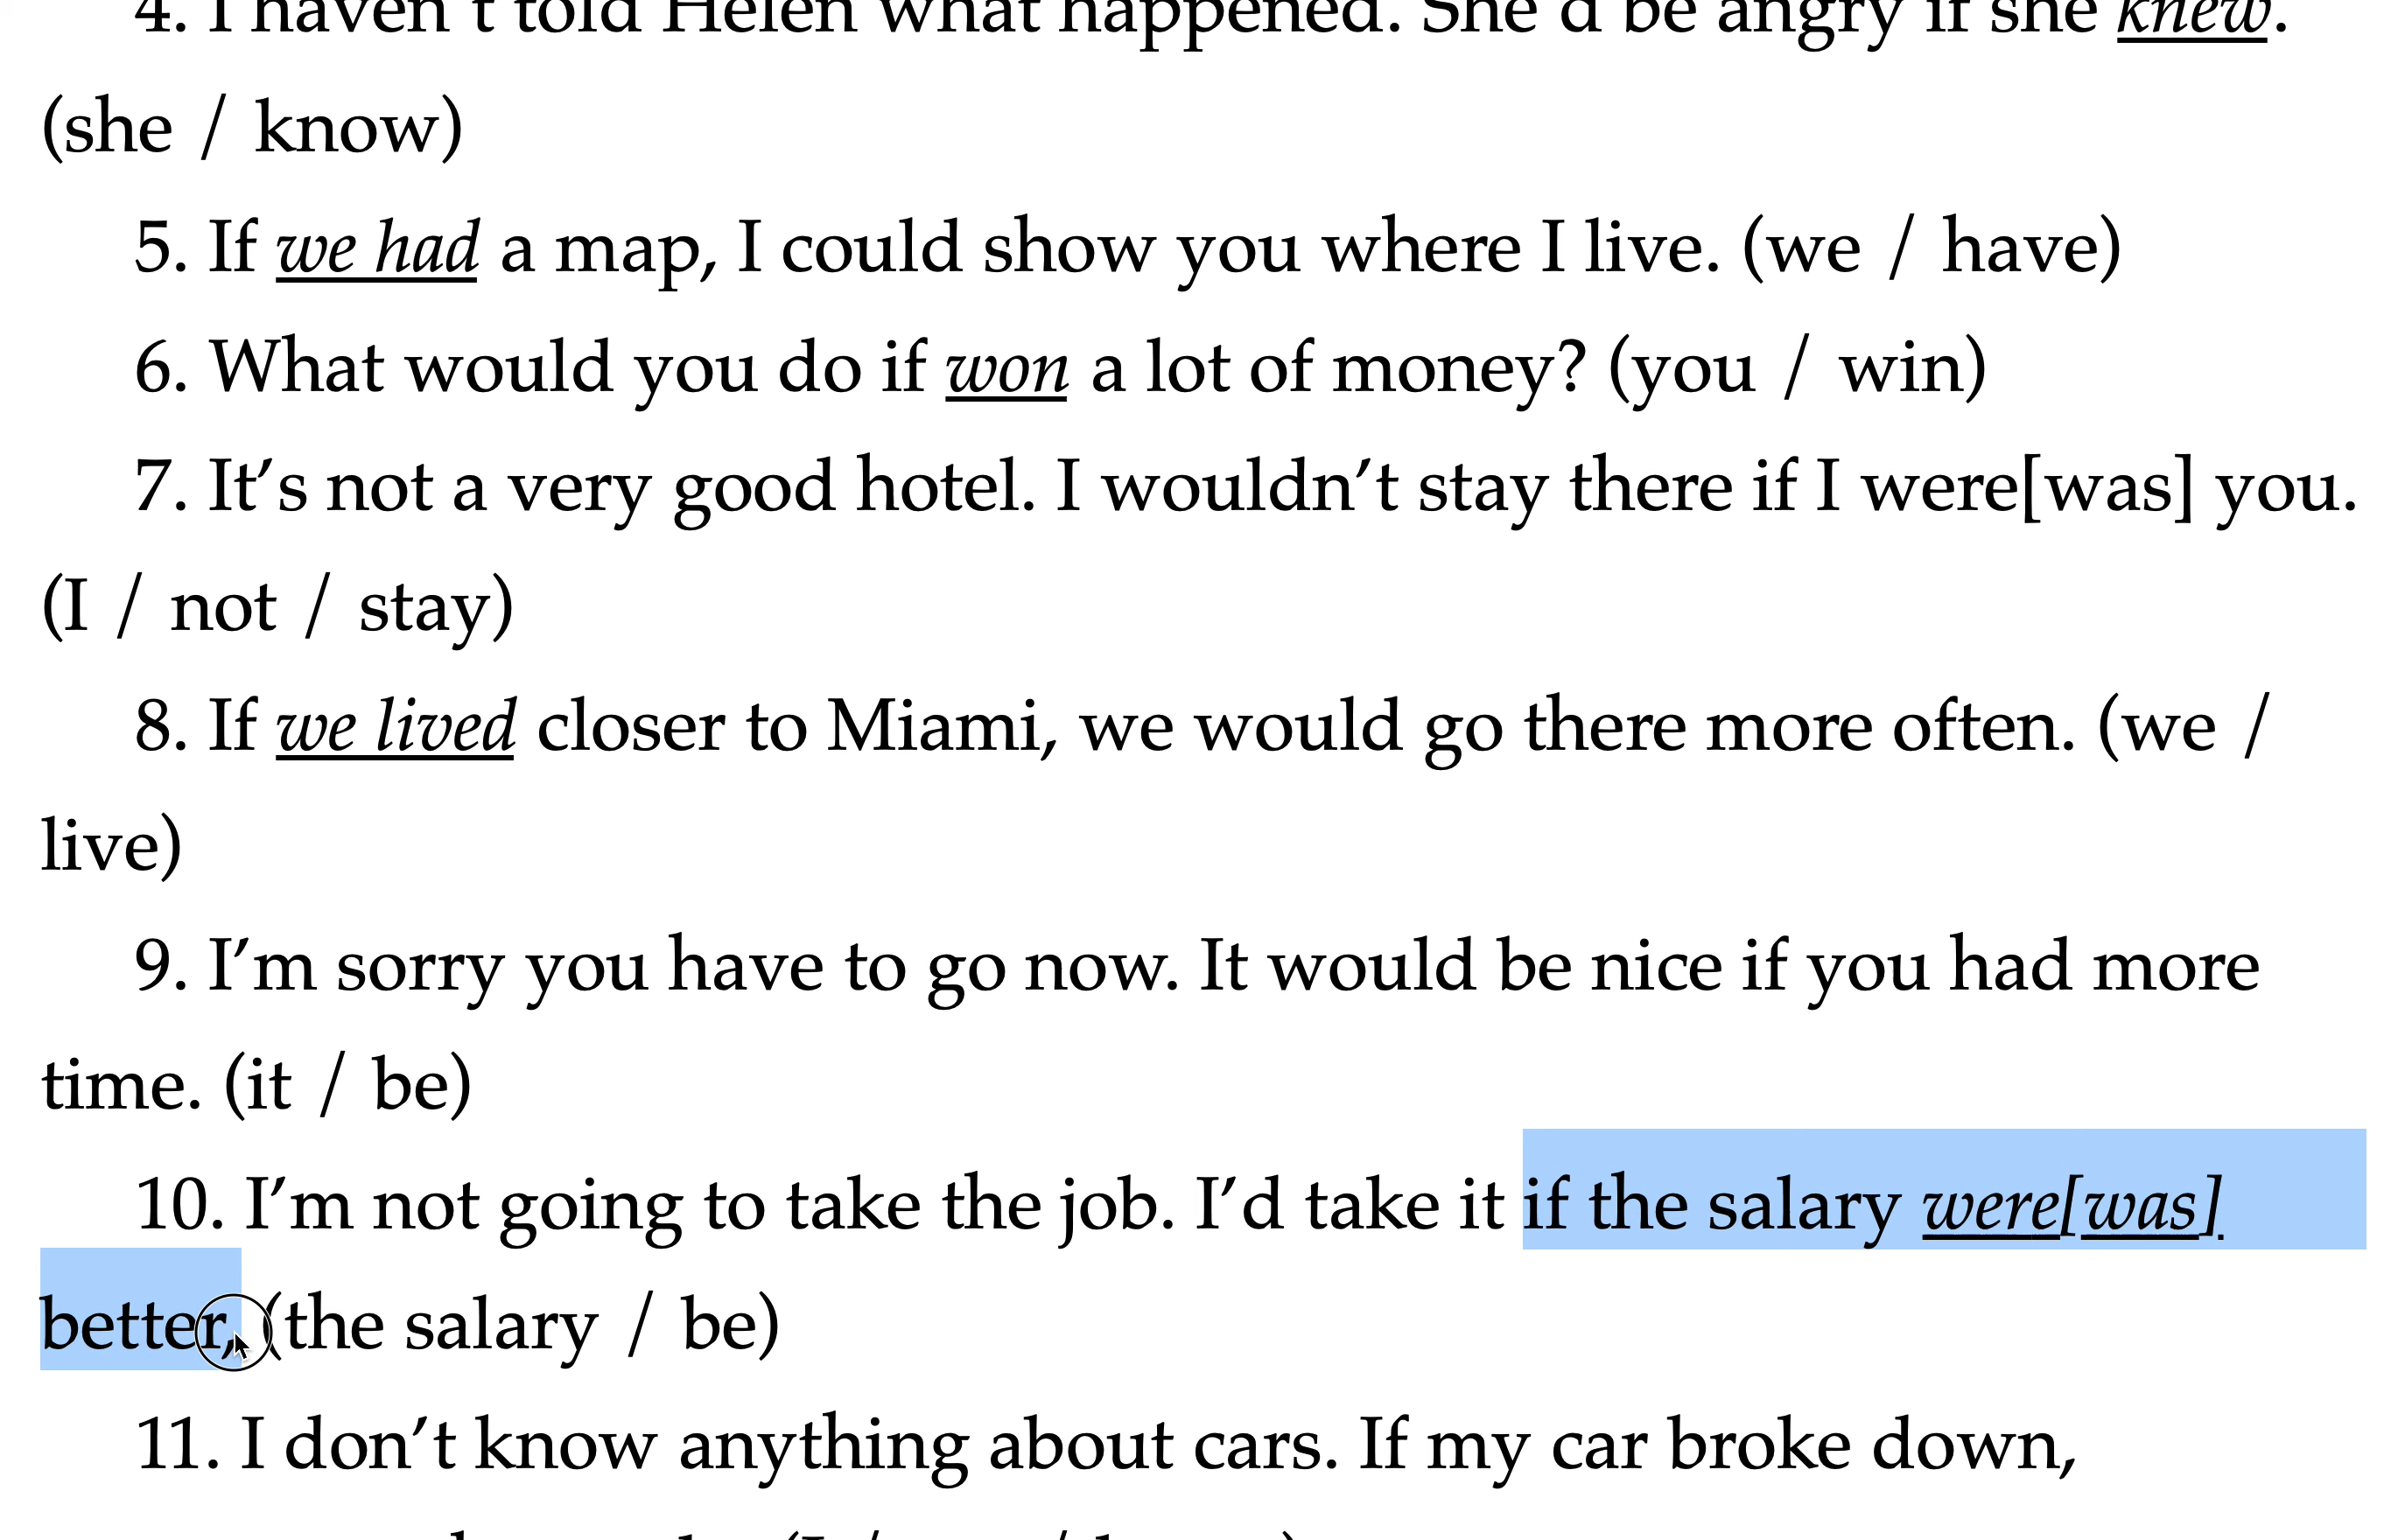 4. I haven't told Helen what happened. She'd be angry if she knew.
(she / know)
5. If we had a map, I could show you where I live. (we / have)
6. What would you do if won a lot of money? (you / win)
7. It's not a very good hotel. I wouldn't stay there if I were[was] you.
(I / not / stay)
8. If we lived closer to Miami, we would go there more often. (we /
live)
9. I'm sorry you have to go now. It would be nice if you had more
time. (it / be)
10. I'm not going to take the job. I'd take it if the salary were[was]
better, (the salary / be)
11. I don't know anything about cars. If my car broke down,